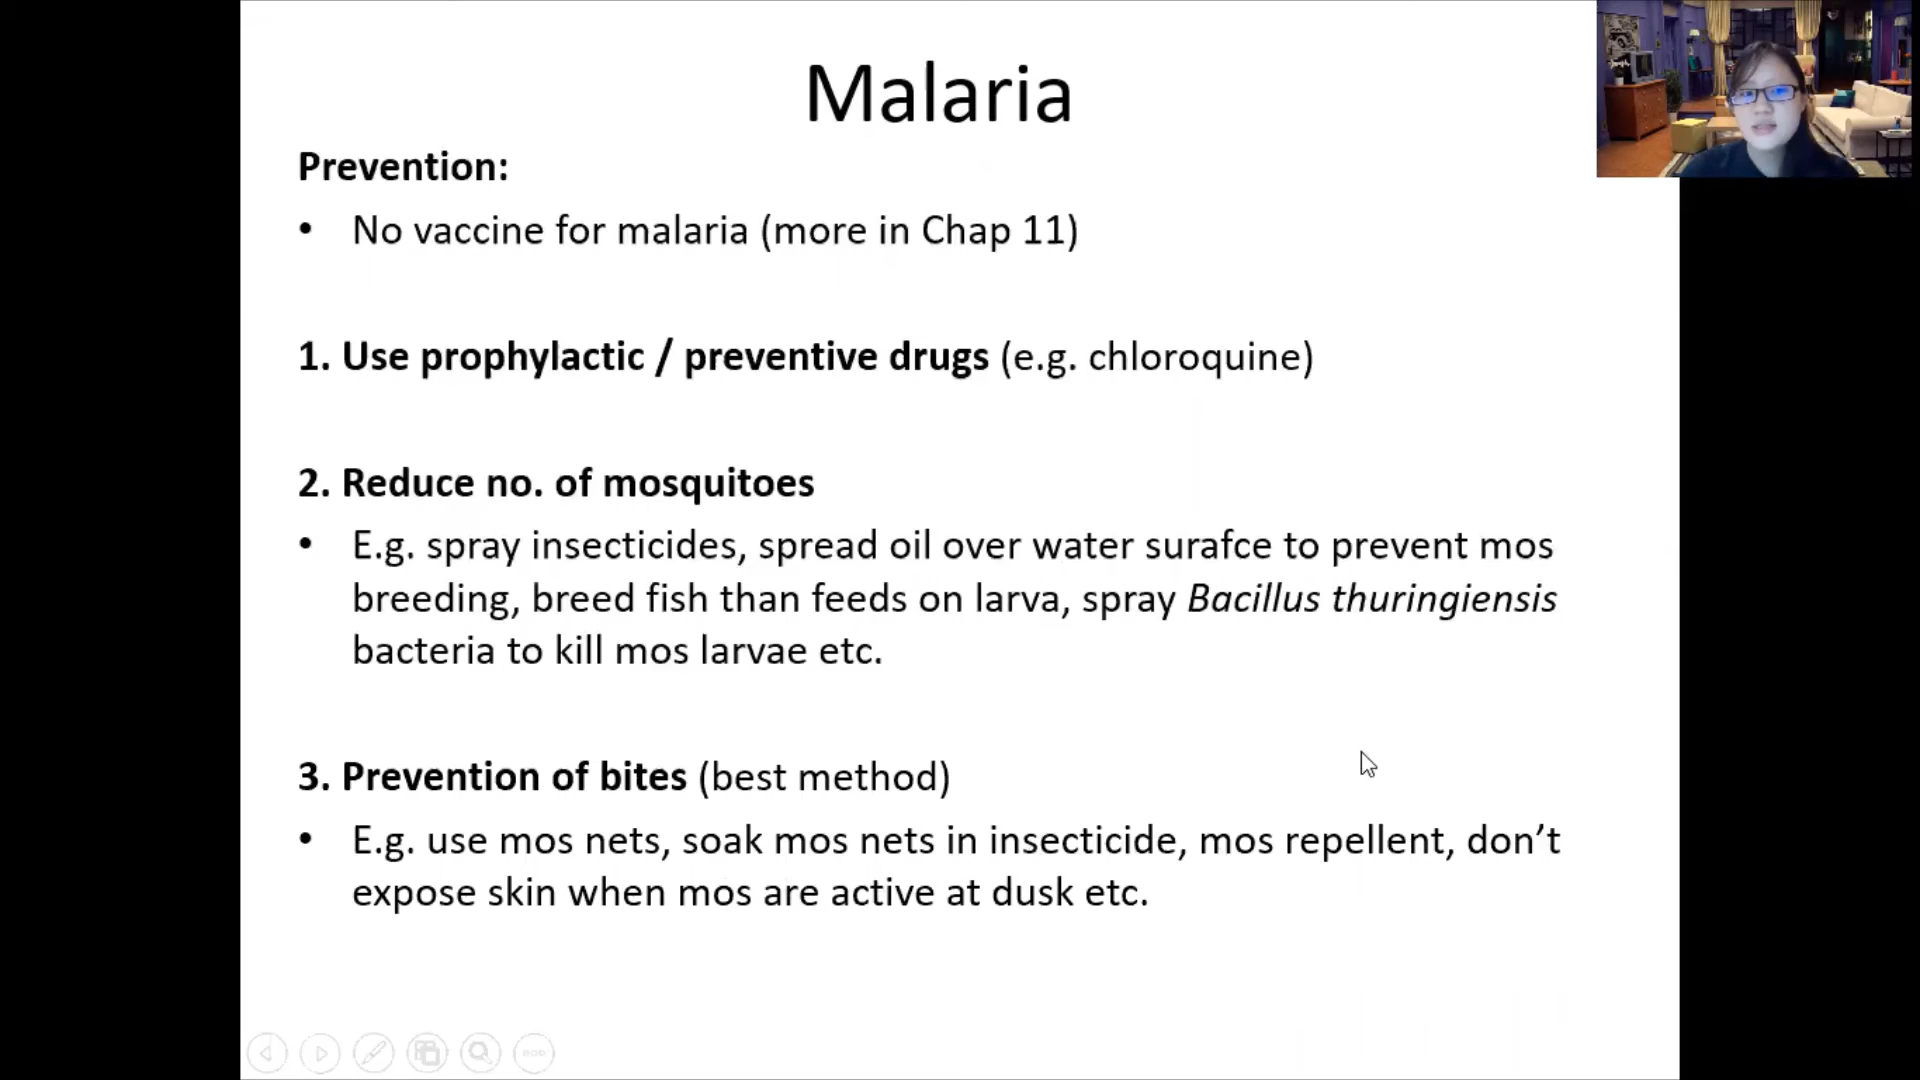 Malaria
Prevention:
• No vaccine for malaria (more in Chap 11)
1. Use prophylactic / preventive drugs (e.g. chloroquine)
2. Reduce no. of mosquitoes
• E.g. spray insecticides, spread oil over water surafce to prevent mos
breeding, breed fish than feeds on larva, spray Bacillus thuringiensis
bacteria to kill mos larvae etc.
3. Prevention of bites (best method)
• E.g. use mos nets, soak mos nets in insecticide, mos repellent, don’t
expose skin when mos are active at dusk etc.